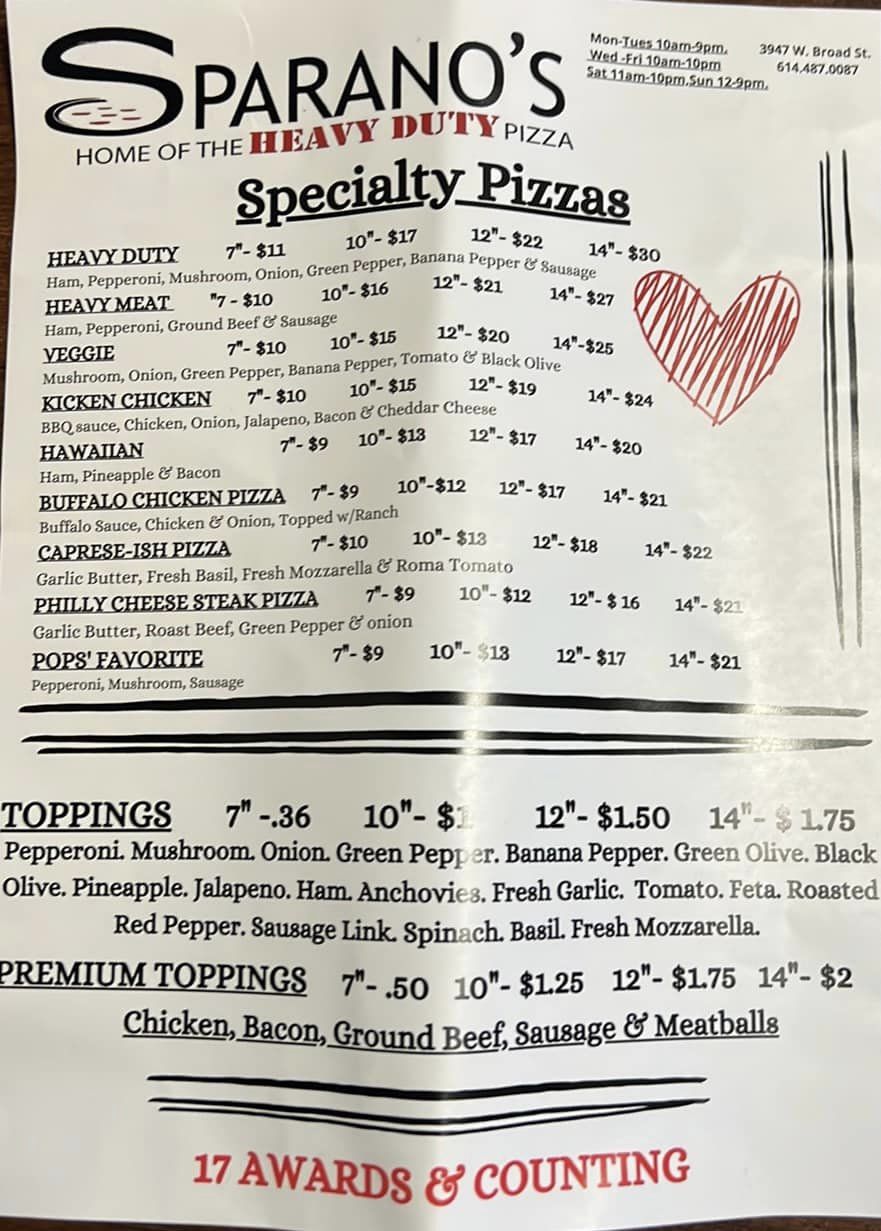 SPARANO'S
HOME OF THE HEAVY DUTY PIZZA
Mon-Tues 10am-9pm.
Wed -Fri 10am-10pm
Sat 11am-10pm,Sun 12-9pm.
3947 W. Broad St.
614.487.0087
Specialty Pizzas
HEAVY DUTY 7"- $11 10"- $17 12"- $22 14"- $30
Ham, Pepperoni, Mushroom, Onion, Green Pepper, Banana Pepper & Sausage
HEAVY MEAT "7 - $10 10"- $16 12"- $21 14"- $27
Ham, Pepperoni, Ground Beef & Sausage
VEGGIE 7"- $10 10"- $15 12"- $20 14"-$25
Mushroom, Onion, Green Pepper, Banana Pepper, Tomato & Black Olive
KICKEN CHICKEN 7"- $10 10"- $15 12"- $19 14"- $24
BBQ sauce, Chicken, Onion, Jalapeno, Bacon & Cheddar Cheese
HAWAIIAN 7"- $9 10"- $13 12"- $17 14"- $20
Ham, Pineapple & Bacon
BUFFALO CHICKEN PIZZA 7"- $9 10"-$12 12"- $17 14"- $21
Buffalo Sauce, Chicken & Onion, Topped w/Ranch
CAPRESE-ISH PIZZA 7"- $10 10"- $13 12"- $18 14"- $22
Garlic Butter, Fresh Basil, Fresh Mozzarella & Roma Tomato
PHILLY CHEESE STEAK PIZZA 7"- $9 10"- $12 12"- $ 16 14"- $21
Garlic Butter, Roast Beef, Green Pepper & onion
POPS' FAVORITE 7"- $9 10"- $13 12"- $17 14"- $21
Pepperoni, Mushroom, Sausage
TOPPINGS 7" -.36 10"- $1 12"- $1.50 14"- $ 1.75
Pepperoni. Mushroom. Onion. Green Pepper. Banana Pepper. Green Olive. Black
Olive. Pineapple. Jalapeno. Ham. Anchovies. Fresh Garlic. Tomato. Feta. Roasted
Red Pepper. Sausage Link. Spinach. Basil. Fresh Mozzarella.
PREMIUM TOPPINGS 7"- .50 10"- $1.25 12"- $1.75 14"- $2
Chicken, Bacon, Ground Beef, Sausage & Meatballs
17 AWARDS & COUNTING